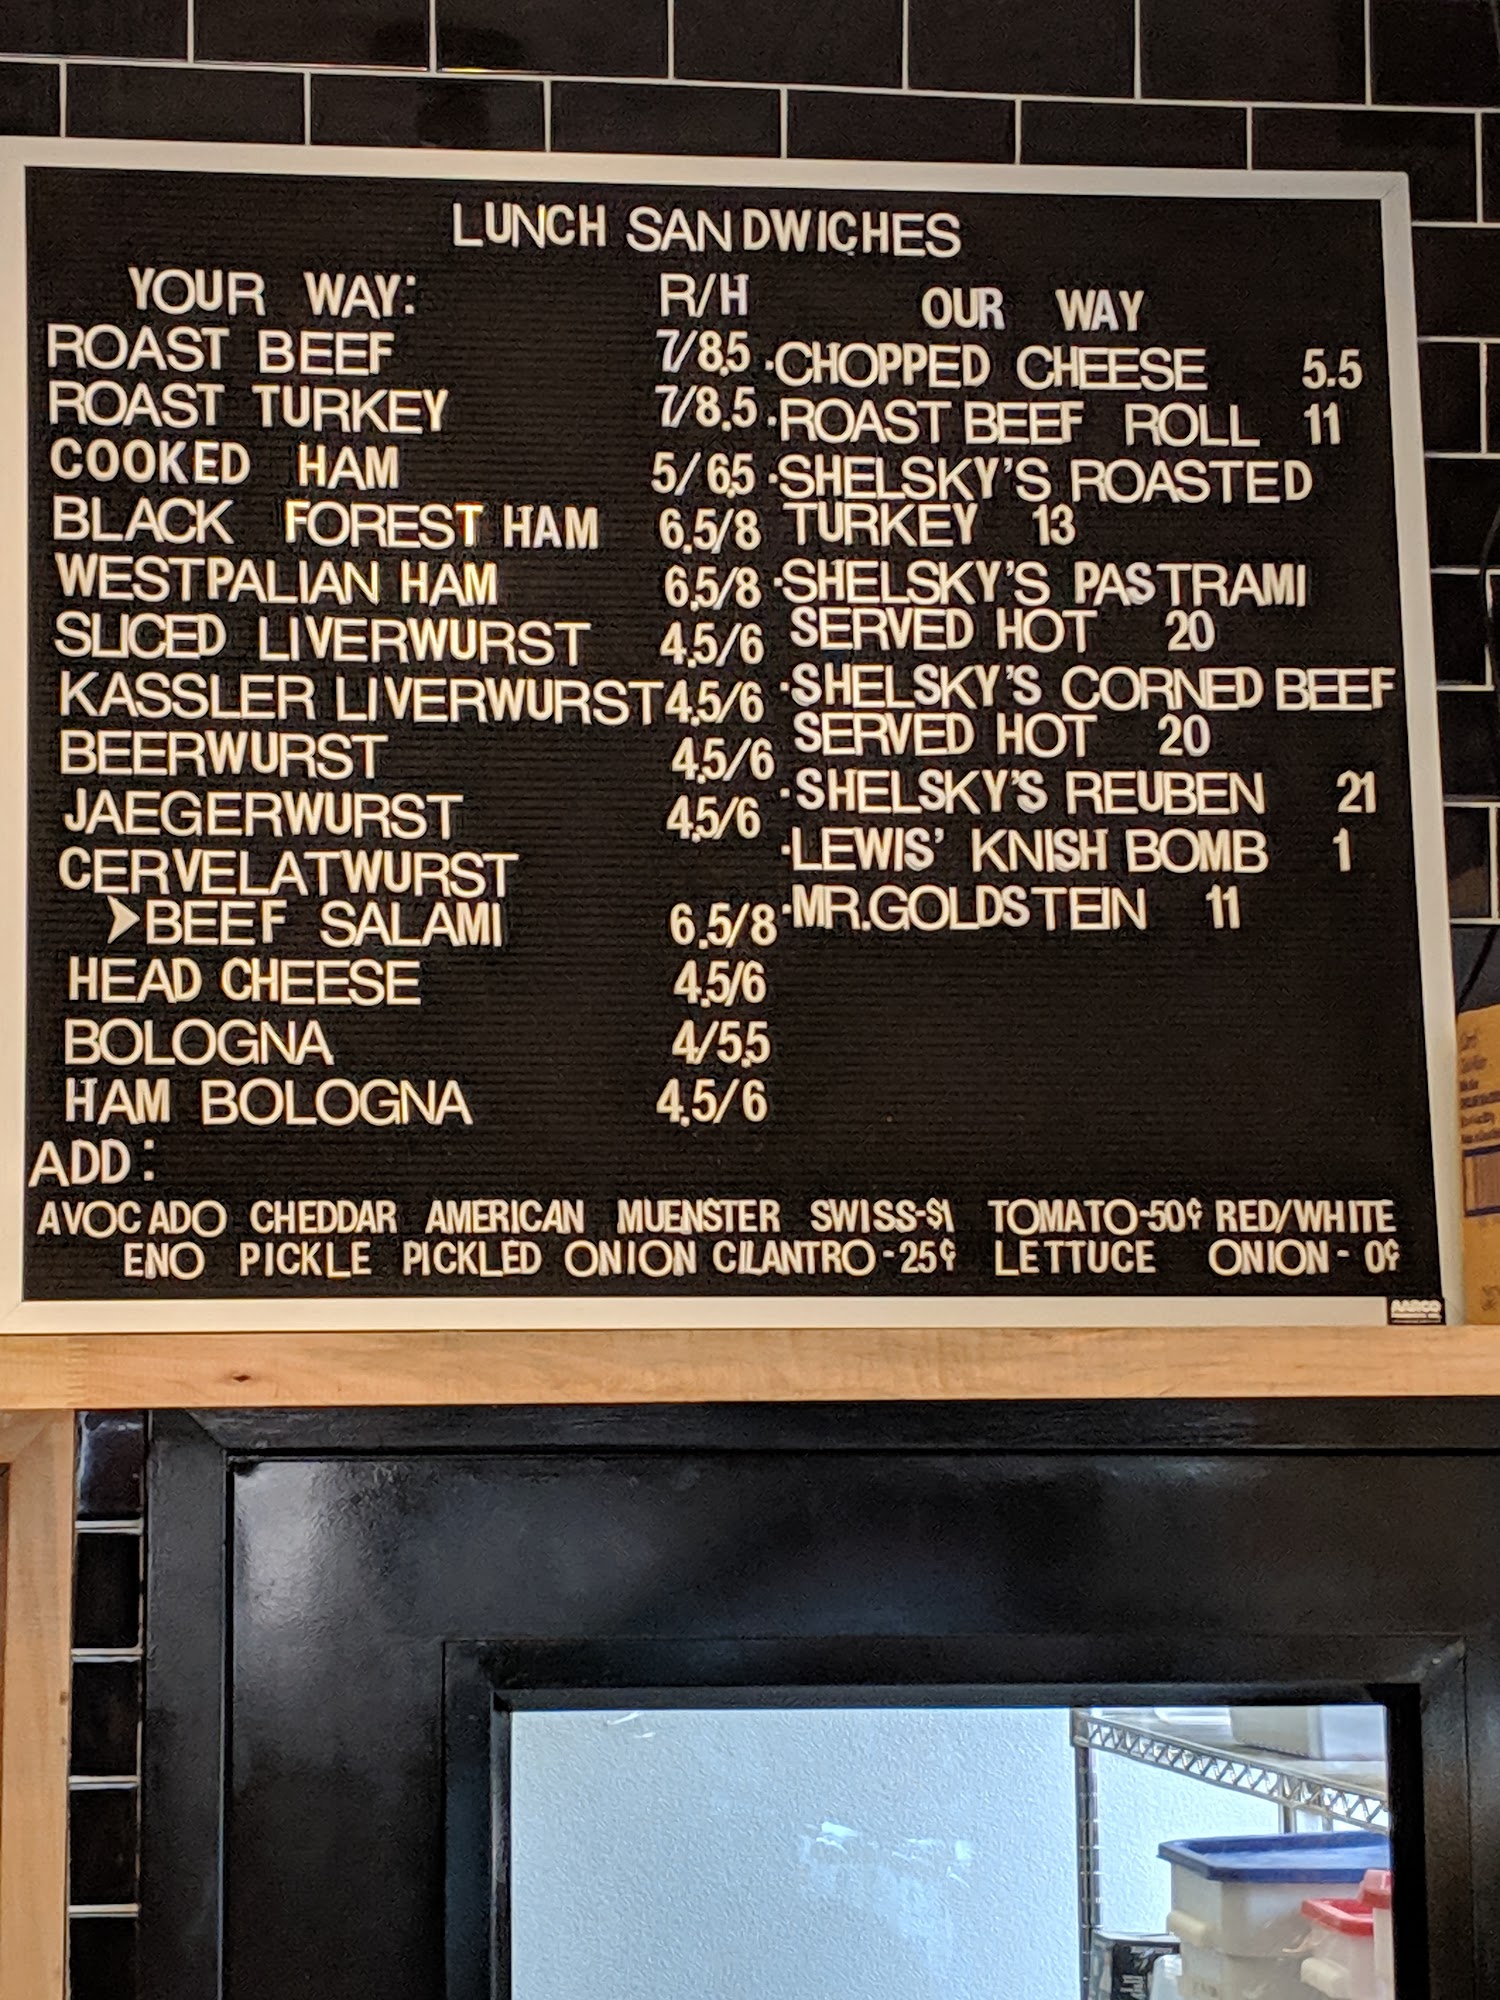 LUNCH SANDWICHES
YOUR WAY: R/H
ROAST BEEF 7/8.5
ROAST TURKEY 7/8.5
COOKED HAM 5/6.5
BLACK FOREST HAM 6.5/8
WESTPALIAN HAM 6.5/8
SLICED LIVERWURST 4.5/6
KASSLER LIVERWURST 4.5/6
BEERWURST 4.5/6
JAEGERWURST 4.5/6
CERVELATWURST
➤BEEF SALAMI 6.5/8
HEAD CHEESE 4.5/6
BOLOGNA 4/5.5
HAM BOLOGNA 4.5/6
OUR WAY
·CHOPPED CHEESE 5.5
·ROAST BEEF ROLL 11
·SHELSKY'S ROASTED
TURKEY 13
·SHELSKY'S PASTRAMI
SERVED HOT 20
·SHELSKY'S CORNED BEEF
SERVED HOT 20
·SHELSKY'S REUBEN 21
·LEWIS' KNISH BOMB 1
·MR.GOLDSTEIN 11
ADD:
AVOCADO CHEDDAR AMERICAN MUENSTER SWISS-$1 TOMATO-50¢ RED/WHITE
ENO PICKLE PICKLED ONION CILANTRO-25¢ LETTUCE ONION- 0¢
AARCO